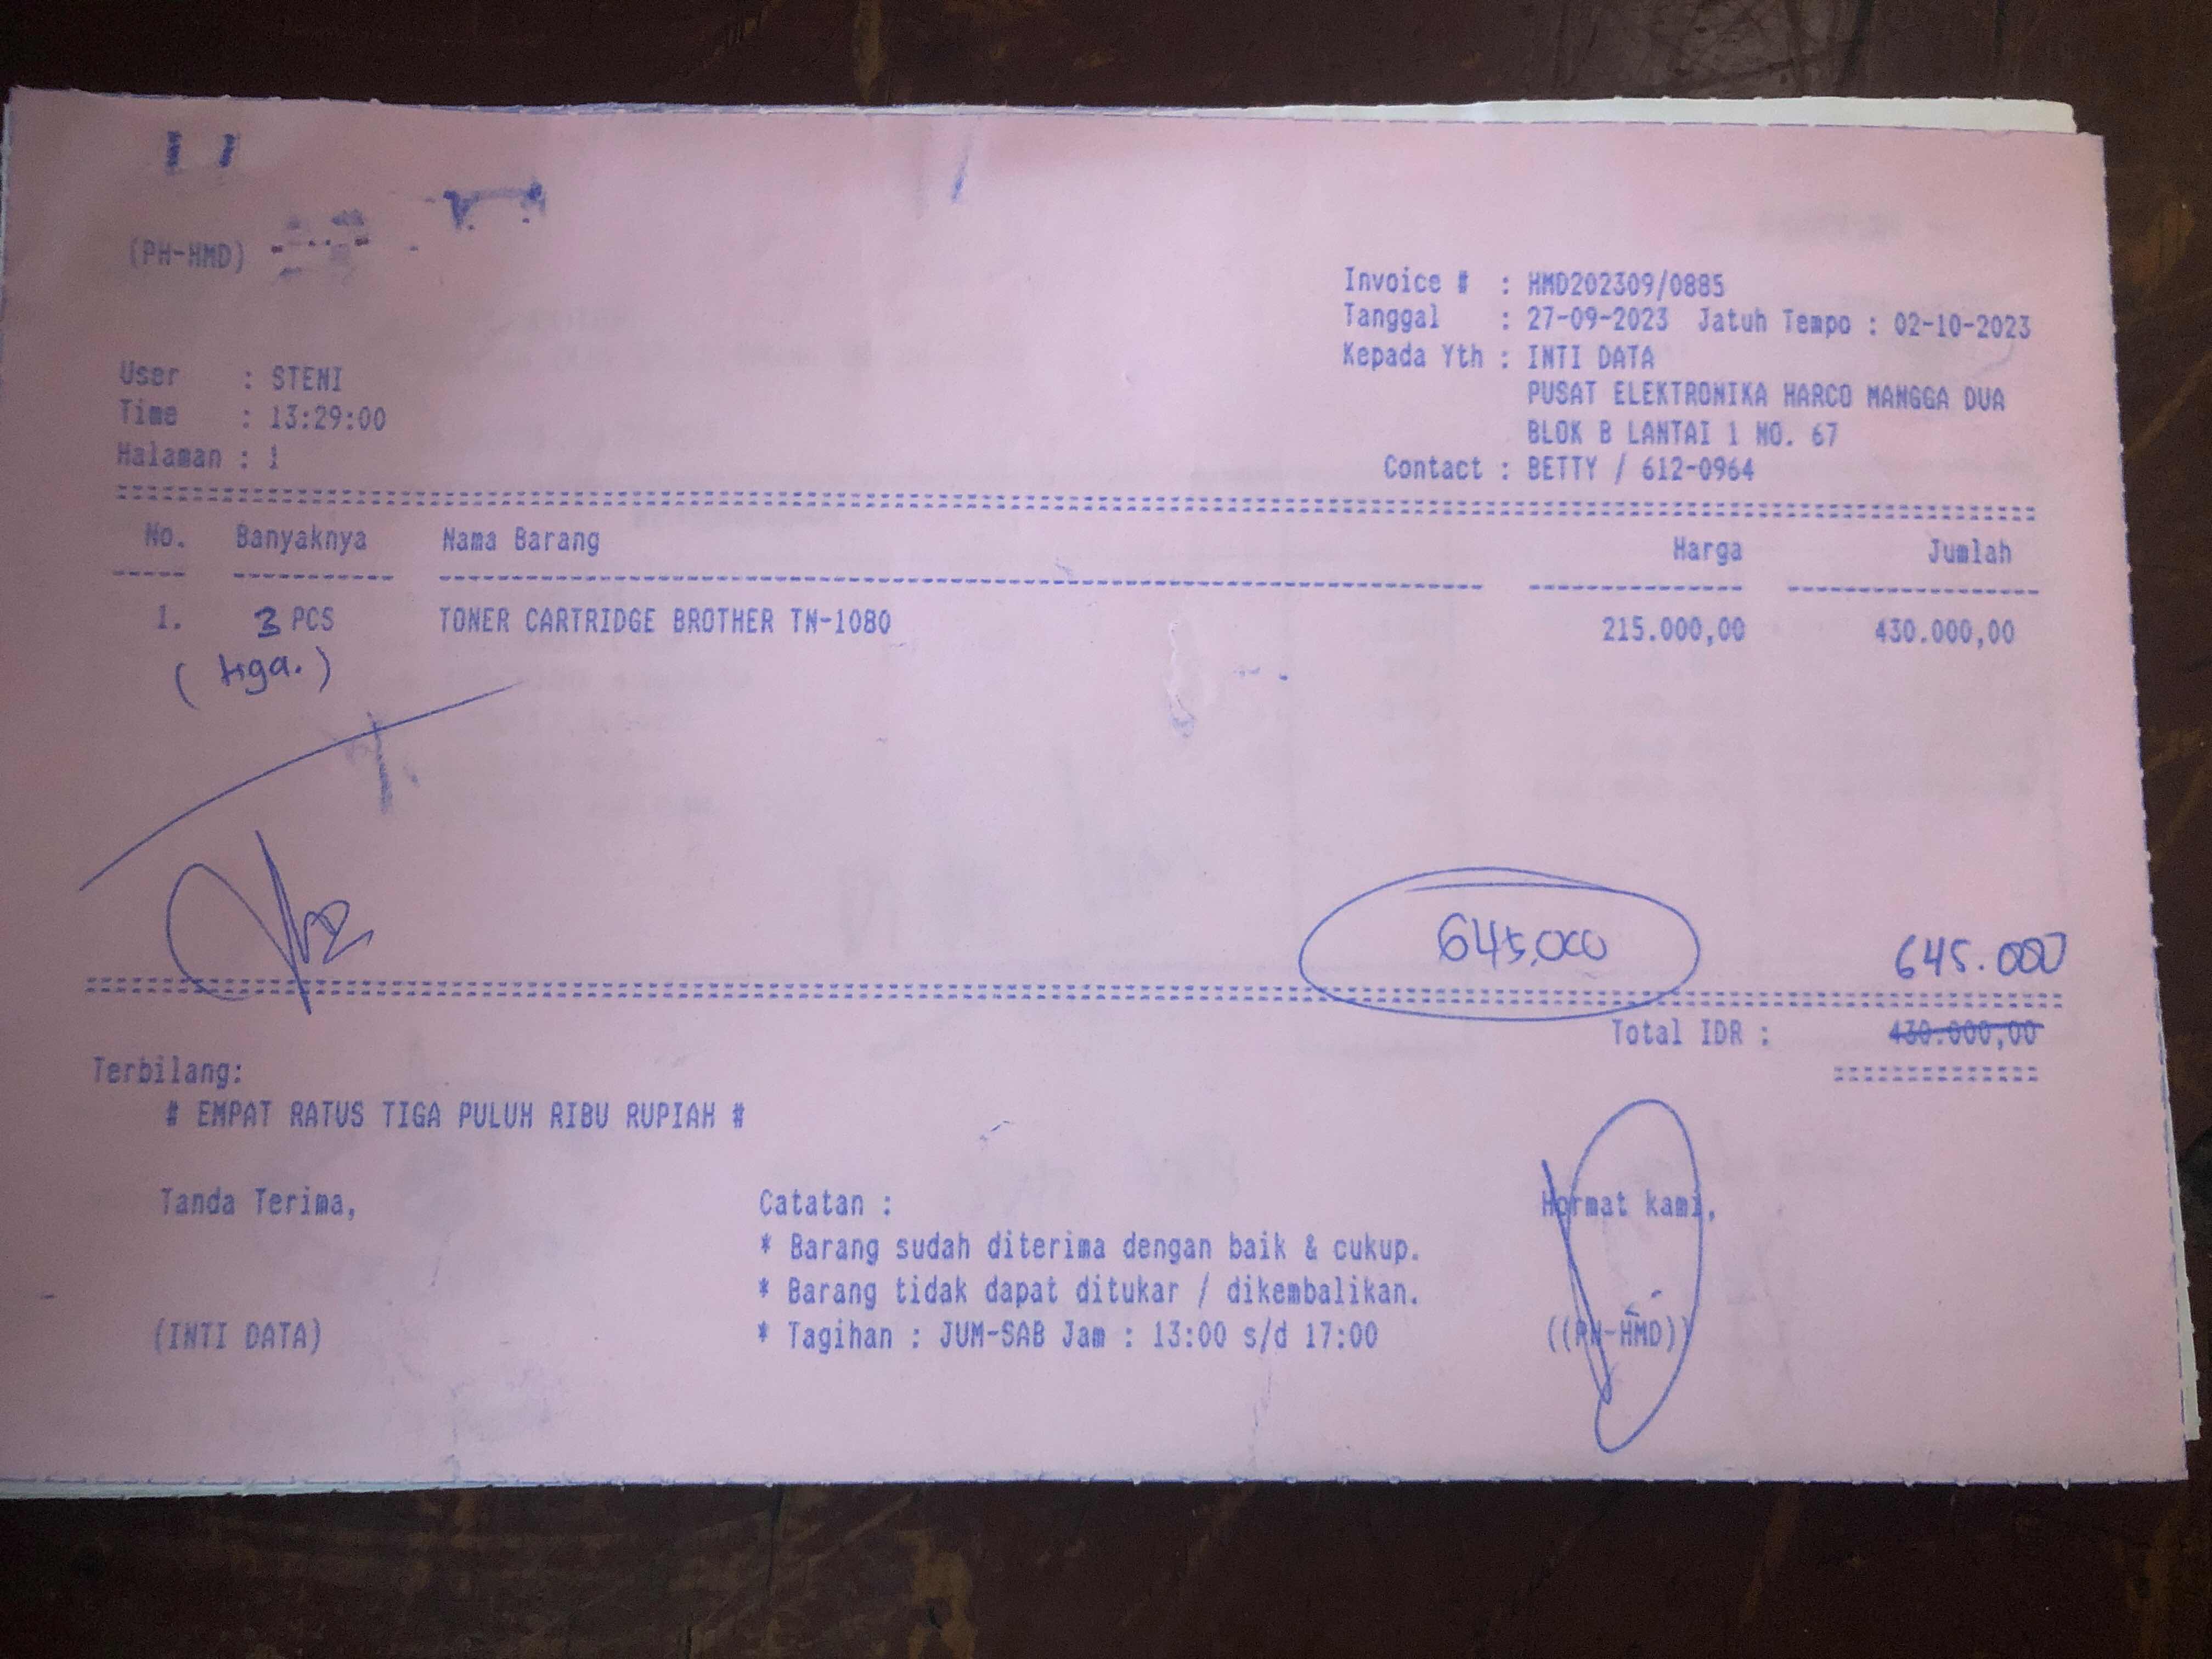 (PH-HMD)
Invoice # : HMD202309/0885
Tanggal : 27-09-2023 Jatuh Tempo : 02-10-2023
Kepada Yth : INTI DATA
PUSAT ELEKTRONIKA HARCO MANGGA DUA
BLOK B LANTAI 1 NO. 67
Contact : BETTY / 612-0964
User : STENI
Time : 13:29:00
Halaman : 1
No. Banyaknya Nama Barang Harga Jumlah
1. 3 PCS TONER CARTRIDGE BROTHER TN-1080 215.000,00 430.000,00
( tiga. )
645,000 645.000
Total IDR : 430.000,00
Terbilang:
# EMPAT RATUS TIGA PULUH RIBU RUPIAH #
Tanda Terima,
(INTI DATA)
Catatan :
* Barang sudah diterima dengan baik & cukup.
* Barang tidak dapat ditukar / dikembalikan.
* Tagihan : JUM-SAB Jam : 13:00 s/d 17:00
Hormat kami,
((PH-HMD))